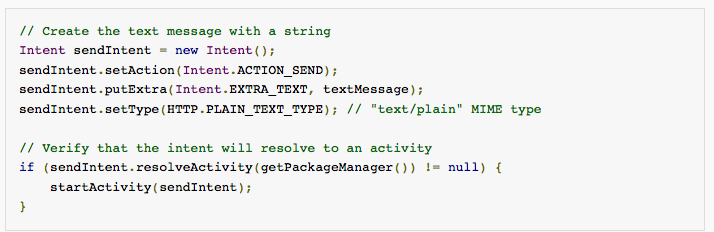 // Create the text message with a string
Intent sendIntent = new Intent();
sendIntent.setAction(Intent.ACTION_SEND);
sendIntent.putExtra(Intent.EXTRA_TEXT, textMessage);
sendIntent.setType(HTTP.PLAIN_TEXT_TYPE); // "text/plain" MIME type

// Verify that the intent will resolve to an activity
if (sendIntent.resolveActivity(getPackageManager()) != null) {
    startActivity(sendIntent);
}